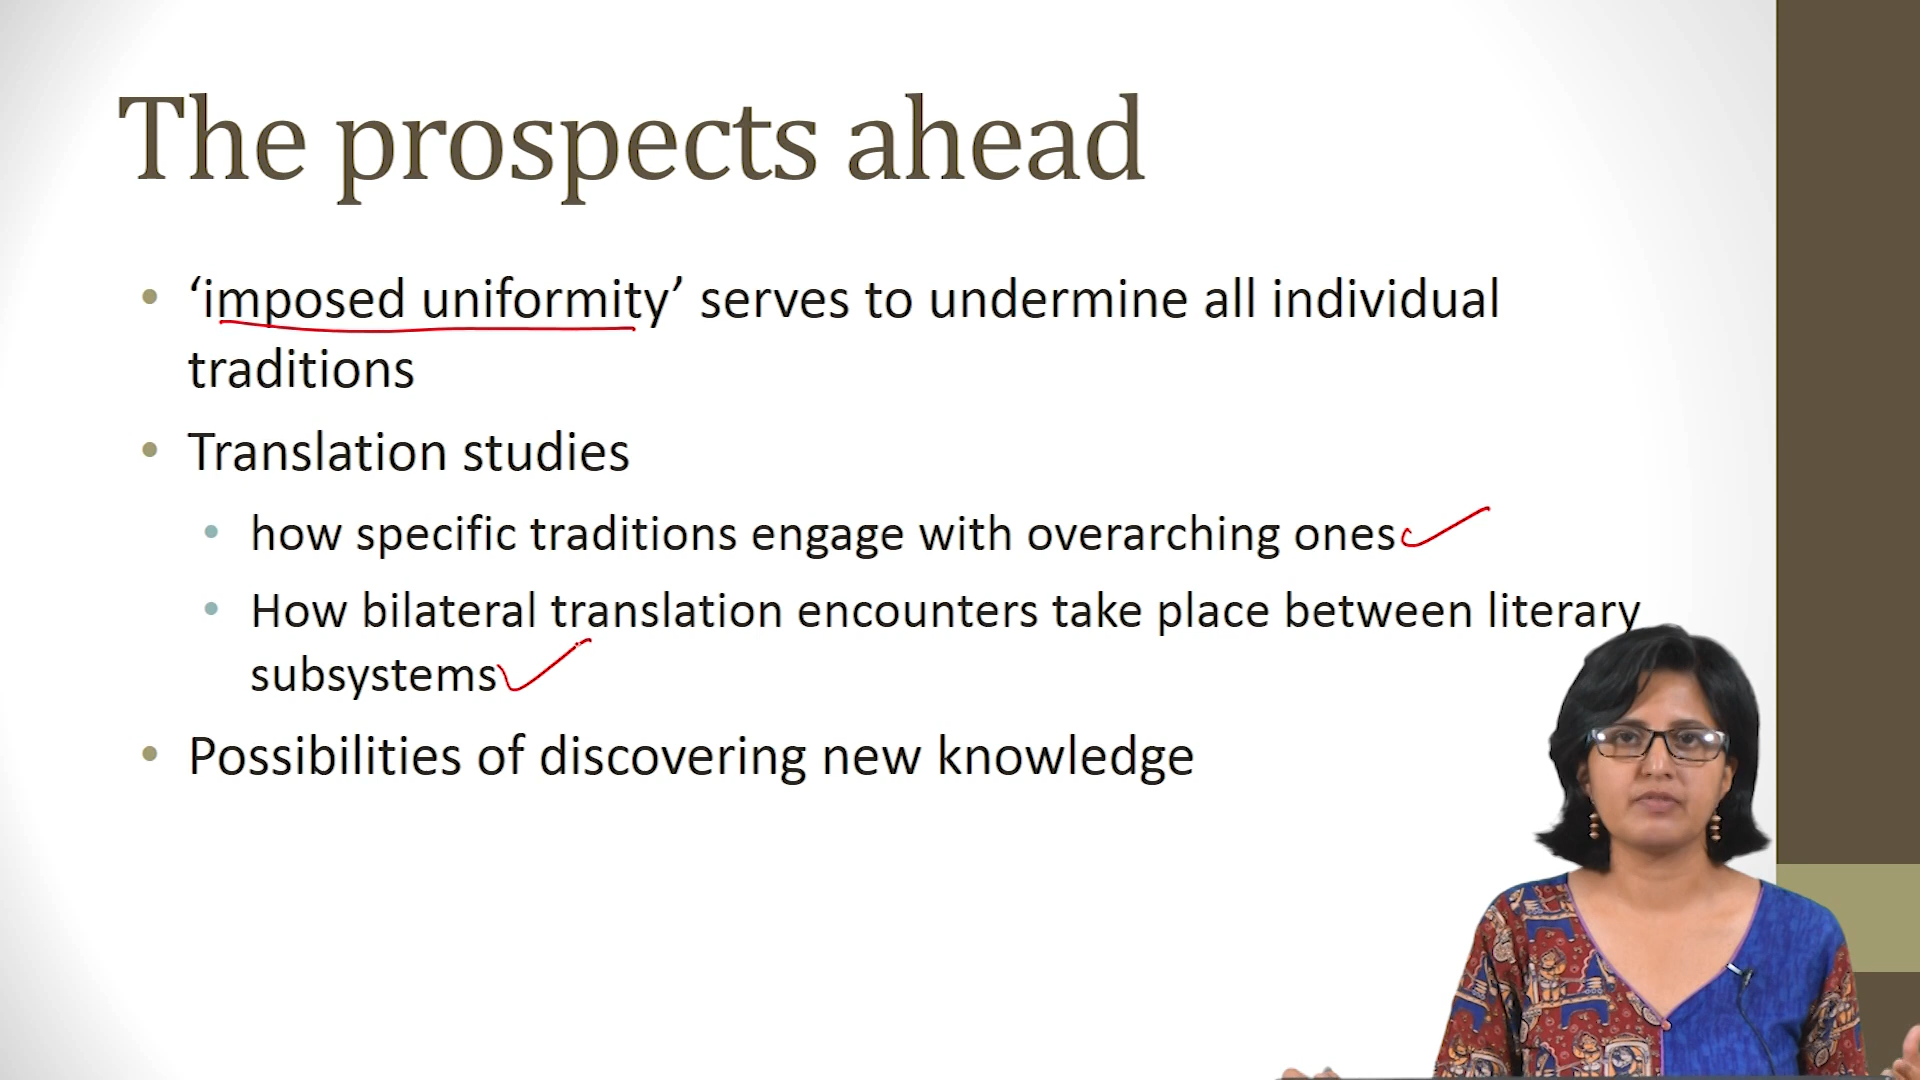 The prospects ahead
• ‘imposed uniformity’ serves to undermine all individual
traditions
• Translation studies
• how specific traditions engage with overarching ones
• How bilateral translation encounters take place between literary
subsystems
• Possibilities of discovering new knowledge